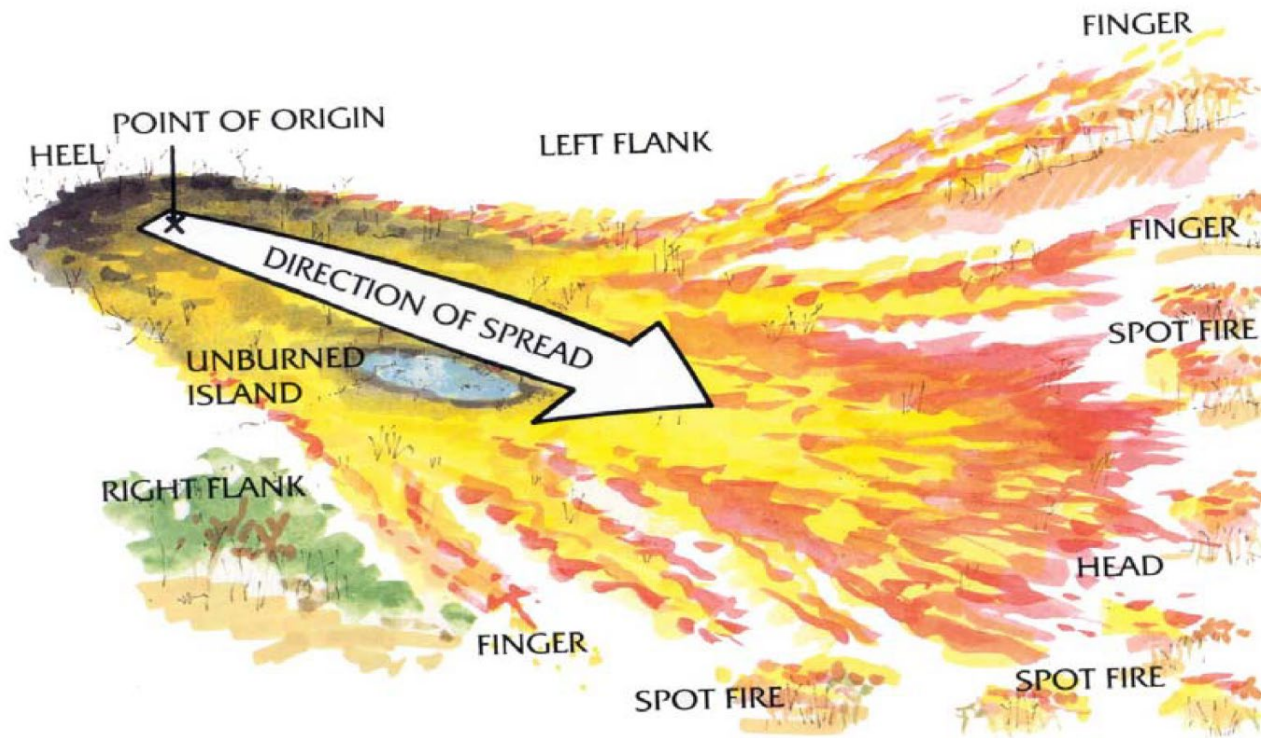 FINGER
POINT OF ORIGIN
HEEL
LEFT FLANK
FINGER
DIRECTION OF SPREAD
SPOT FIRE
UNBURNED
ISLAND
RIGHT FLANK
HEAD
FINGER
SPOT FIRE
SPOT FIRE